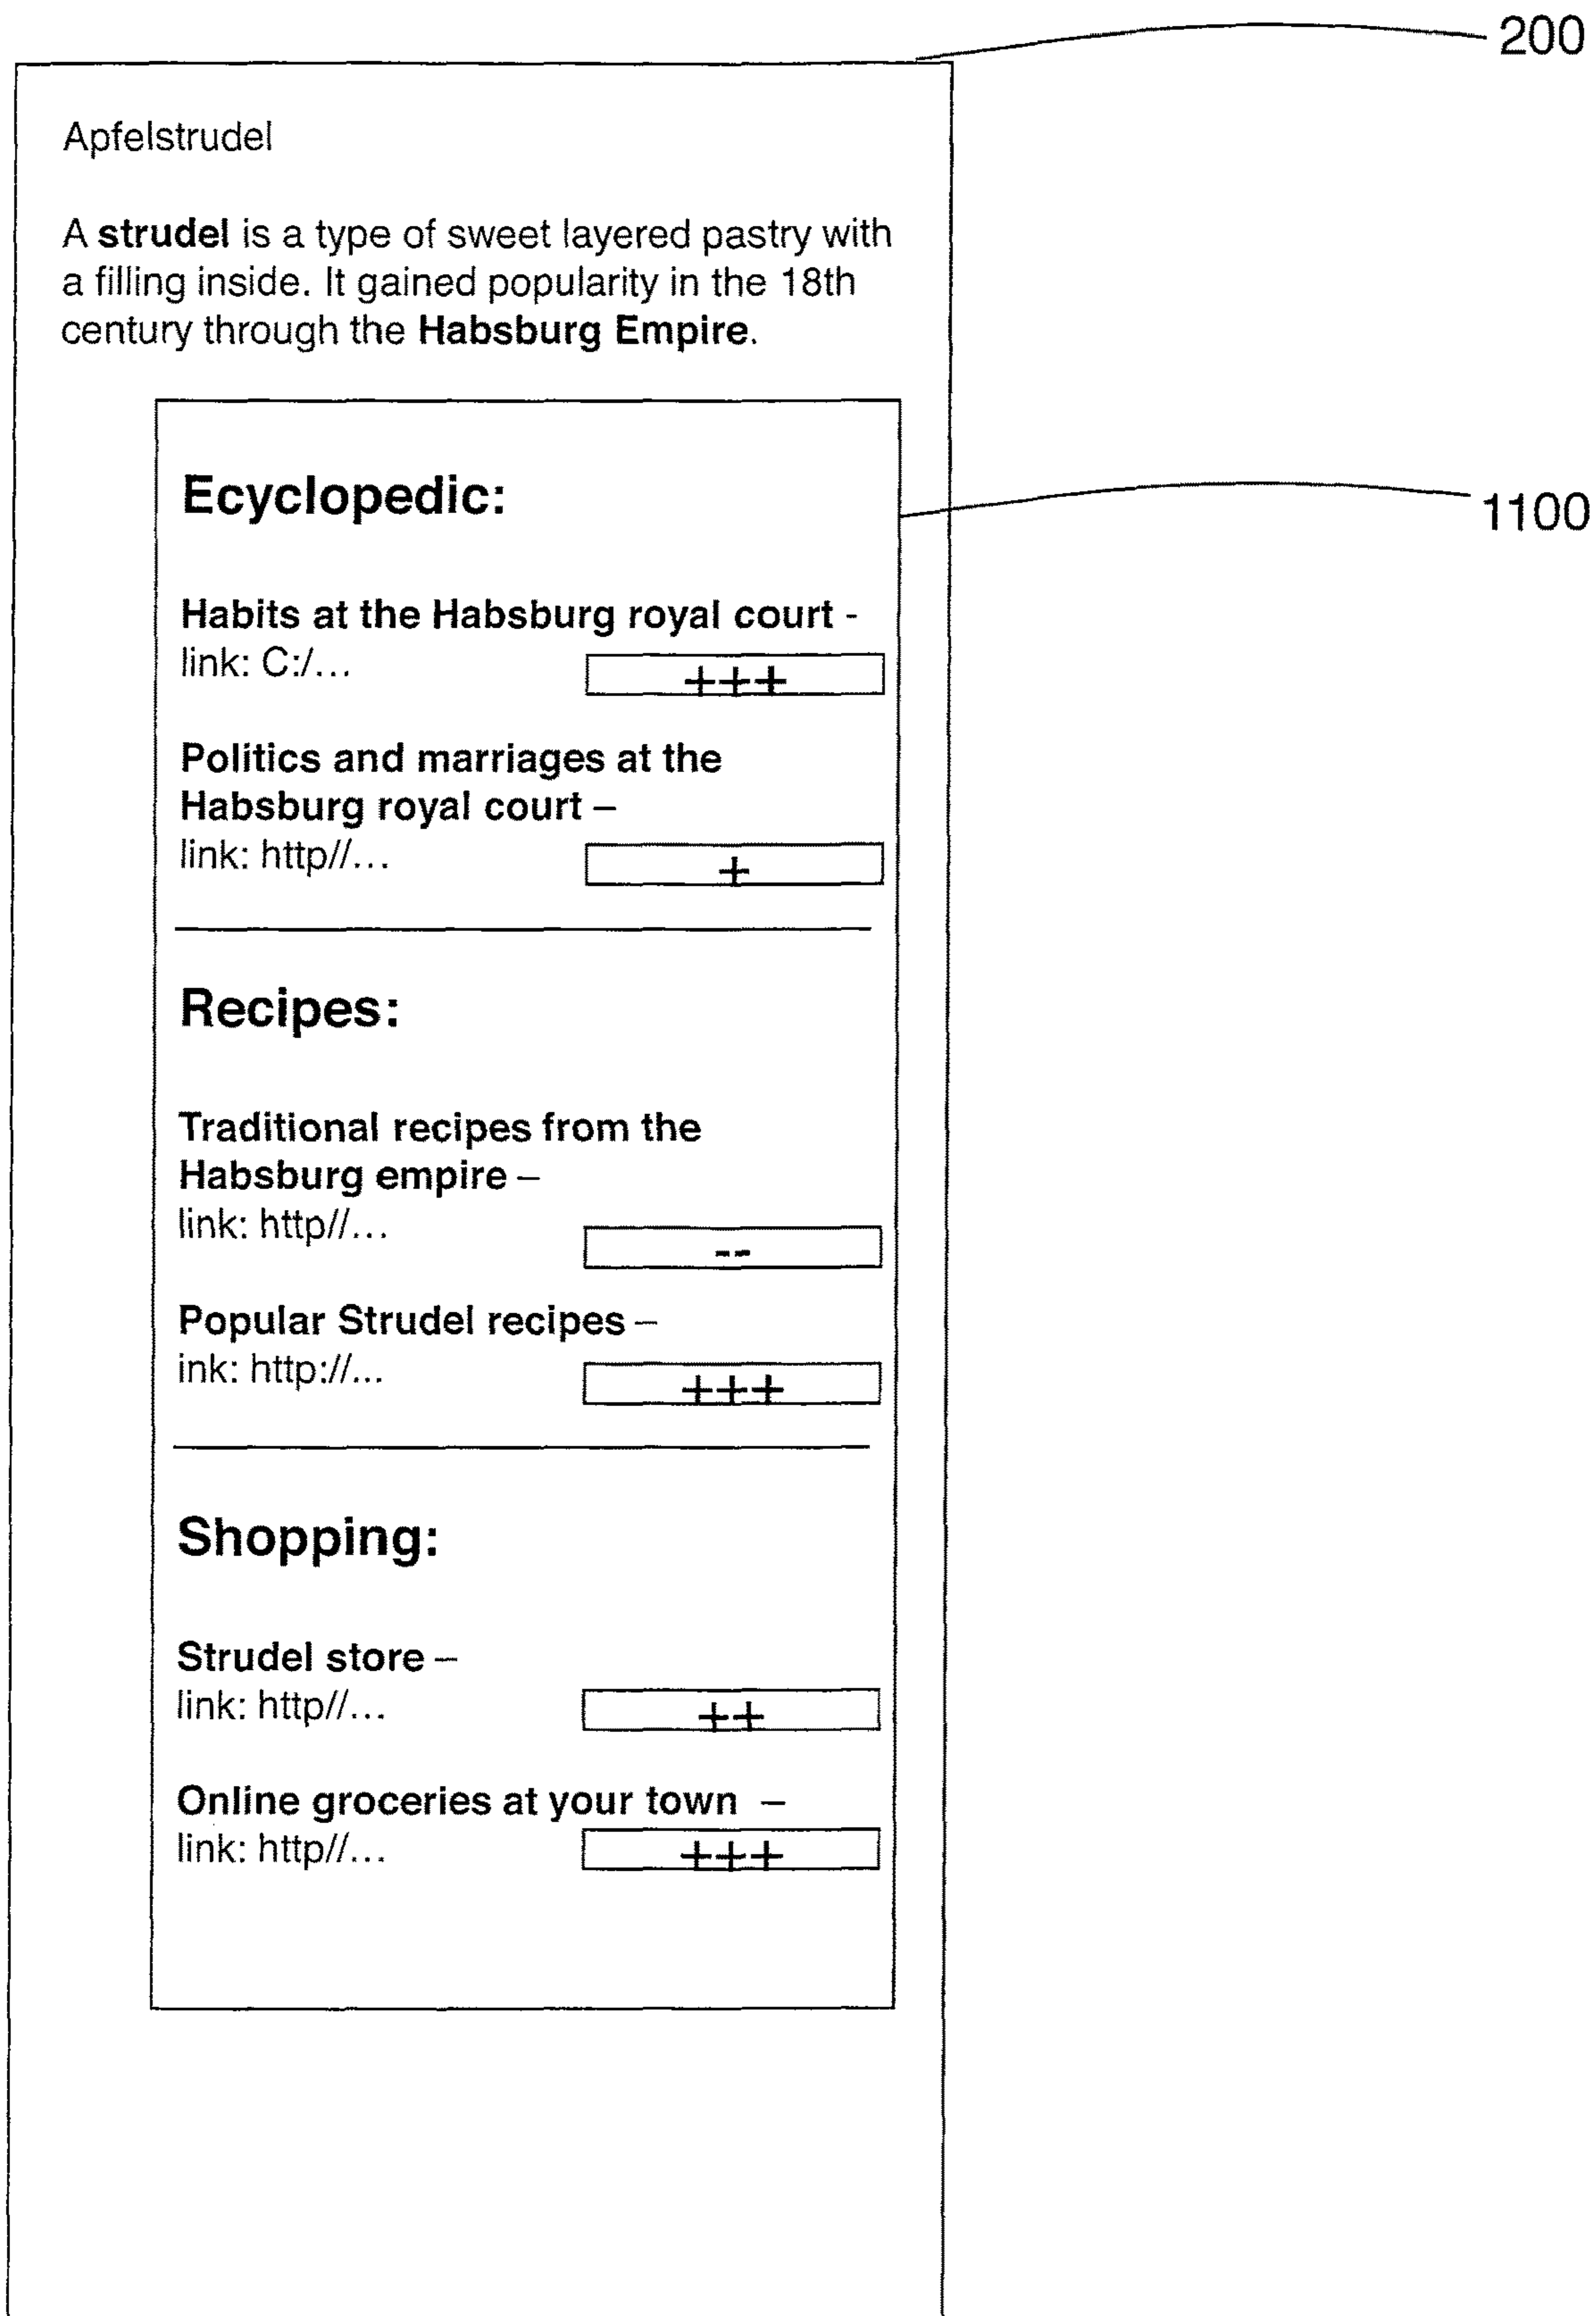 200
Apfelstrudel
A strudel is a type of sweet layered pastry with
a filling inside. It gained popularity in the 18th
century through the Habsburg Empire.
Ecyclopedic:
1100
Habits at the Habsburg royal court -
link: C:/...
+++
Politics and marriages at the
Habsburg royal court –
link: http//...
+
Recipes:
Traditional recipes from the
Habsburg empire –
link: http//...
--
Popular Strudel recipes –
ink: http://...
+++
Shopping:
Strudel store –
link: http//...
++
Online groceries at your town –
link: http//...
+++